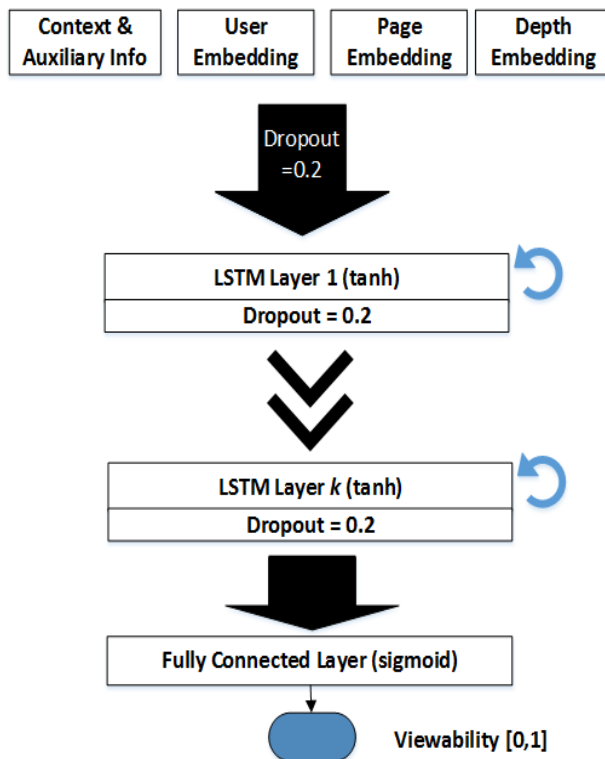 Context &
Auxiliary Info
User
Embedding
Page
Embedding
Depth
Embedding
Dropout
=0.2
LSTM Layer 1 (tanh)
Dropout = 0.2
LSTM Layer k (tanh)
Dropout = 0.2
Fully Connected Layer (sigmoid)
Viewability [0,1]